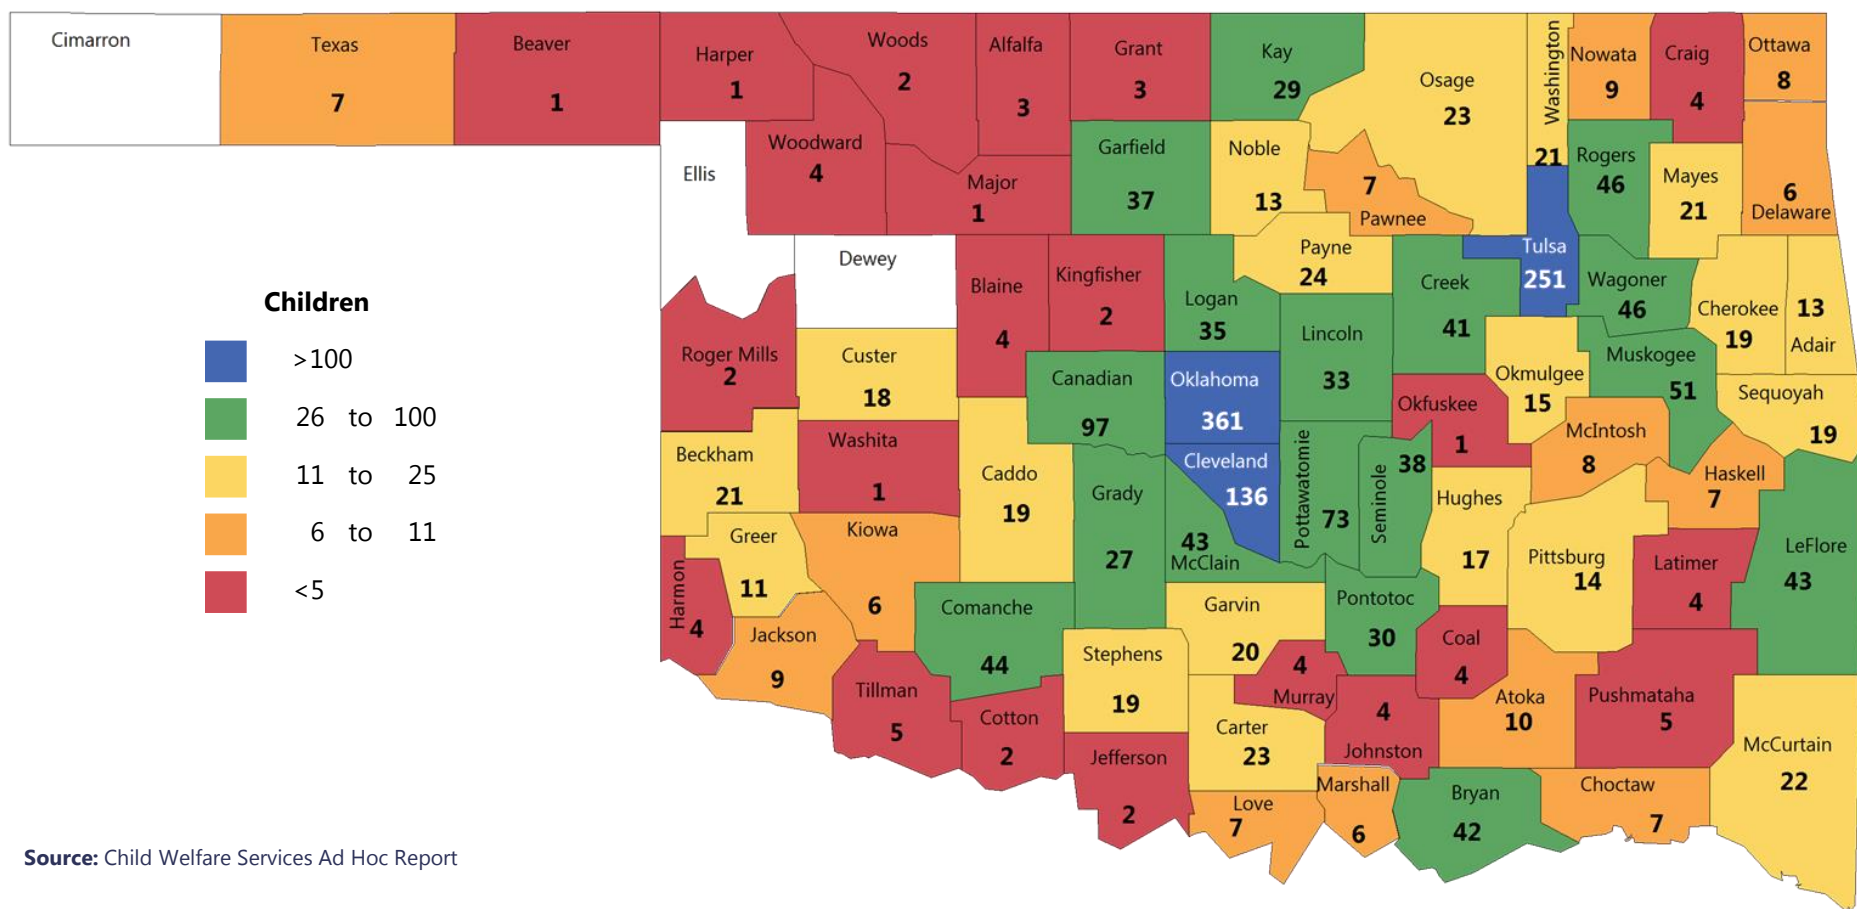 Cimarron
Texas
7
Beaver
1
Harper
1
Woods
2
Alfalfa
3
Grant
3
Kay
29
Osage
23
Washington
21
Nowata
9
Craig
4
Ottawa
8
Ellis
Woodward
4
Major
1
Garfield
37
Noble
13
7
Pawnee
Rogers
46
Mayes
21
6
Delaware
Dewey
Blaine
4
Kingfisher
2
Logan
35
Payne
24
Lincoln
33
Creek
41
Tulsa
251
Wagoner
46
Cherokee
19
13
Adair
Children
>100
26 to 100
11 to 25
6 to 11
<5
Roger Mills
2
Custer
18
Canadian
97
Oklahoma
361
Okfuskee
1
Okmulgee
15
Muskogee
51
Sequoyah
19
Beckham
21
Washita
1
Caddo
19
Grady
27
Cleveland
136
43
McClain
Pottawatomie
73
Seminole
38
Hughes
17
McIntosh
8
Haskell
7
Pittsburg
14
Latimer
4
LeFlore
43
Harmon
4
Greer
11
Kiowa
6
Jackson
9
Comanche
44
Tillman
5
Cotton
2
Stephens
19
Jefferson
2
Garvin
20
4
Murray
Pontotoc
30
Coal
4
Carter
23
4
Johnston
Atoka
10
Pushmataha
5
McCurtain
22
Love
7
Marshall
6
Bryan
42
Choctaw
7
Source: Child Welfare Services Ad Hoc Report